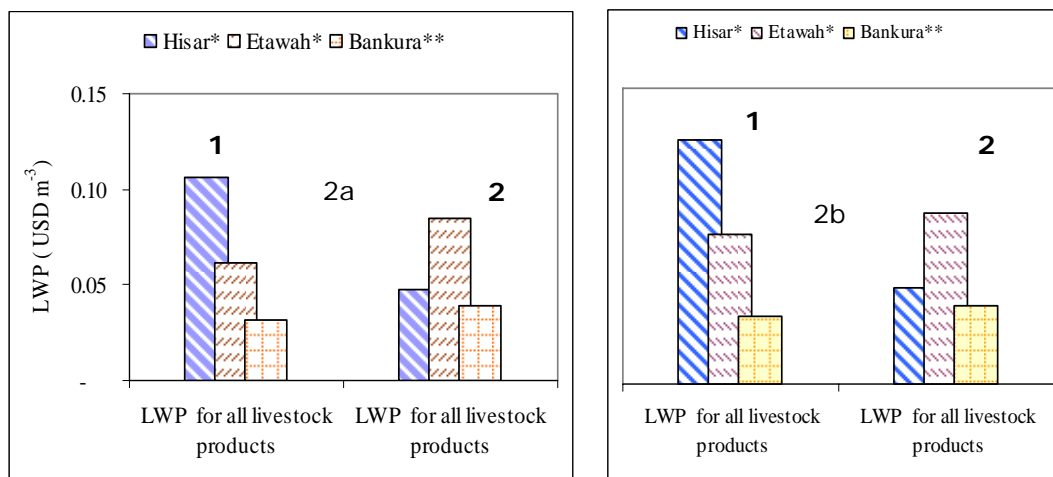 Hisar* Etawah* Bankura**
0.15
0.10
0.05
-
LWP ( USD m-3)
1
2a
2
LWP for all livestock
products
LWP for all livestock
products
Hisar* Etawah* Bankura**
1
2b
2
LWP for all livestock
products
LWP for all livestock
products